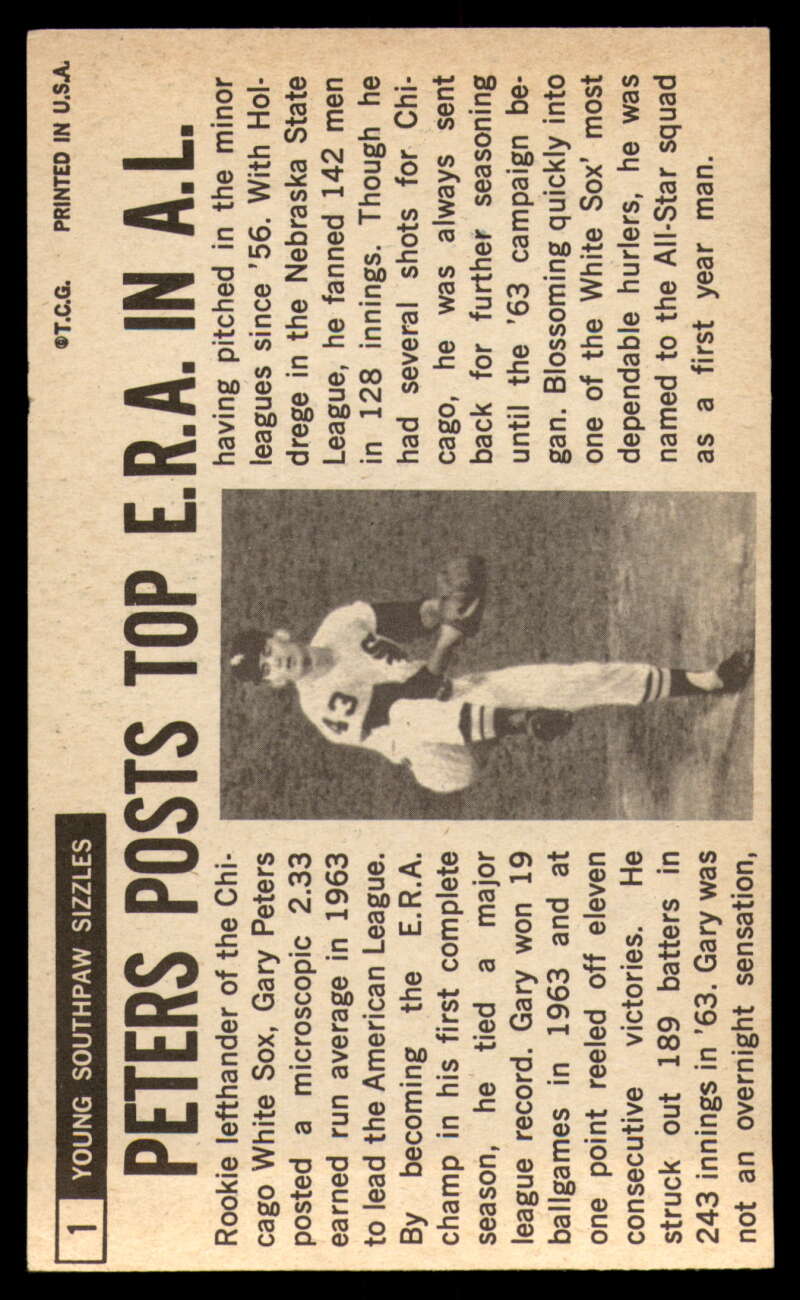 1 YOUNG SOUTHPAW SIZZLES ©T.C.G. PRINTED IN U.S.A.
PETERS POSTS TOP E.R.A. IN A.L.
Rookie lefthander of the Chi-
cago White Sox, Gary Peters
posted a microscopic 2.33
earned run average in 1963
to lead the American League.
By becoming the E.R.A.
champ in his first complete
season, he tied a major
league record. Gary won 19
ballgames in 1963 and at
one point reeled off eleven
consecutive victories. He
struck out 189 batters in
243 innings in '63. Gary was
not an overnight sensation,
43
having pitched in the minor
leagues since '56. With Hol-
drege in the Nebraska State
League, he fanned 142 men
in 128 innings. Though he
had several shots for Chi-
cago, he was always sent
back for further seasoning
until the '63 campaign be-
gan. Blossoming quickly into
one of the White Sox' most
dependable hurlers, he was
named to the All-Star squad
as a first year man.